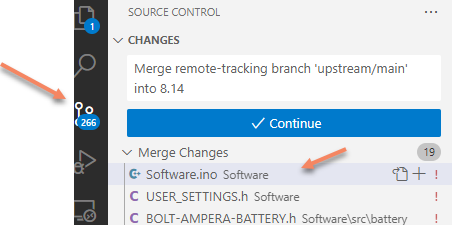 SOURCE CONTROL
1
CHANGES
Merge remote-tracking branch 'upstream/main'
into 8.14
266
Continue
Merge Changes 19
Software.ino Software !
C USER_SETTINGS.h Software !
C BOLT-AMPERA-BATTERY.h Software\src\battery !